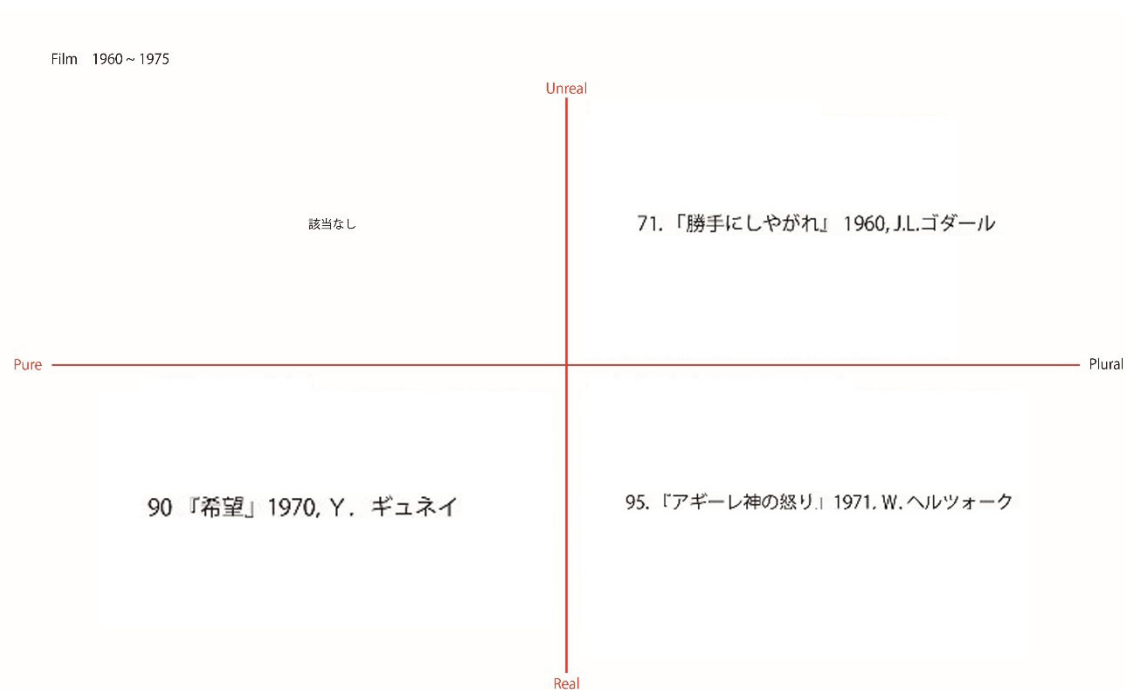 Film 1960 ~ 1975
Unreal
該当なし
71. 「勝手にしやがれ』 1960, J.L.ゴダール
Pure
Plural
90 『希望」1970, Y. ギュネイ
95. 『アギーレ神の怒り.」1971. W. ヘルツォーク
Real